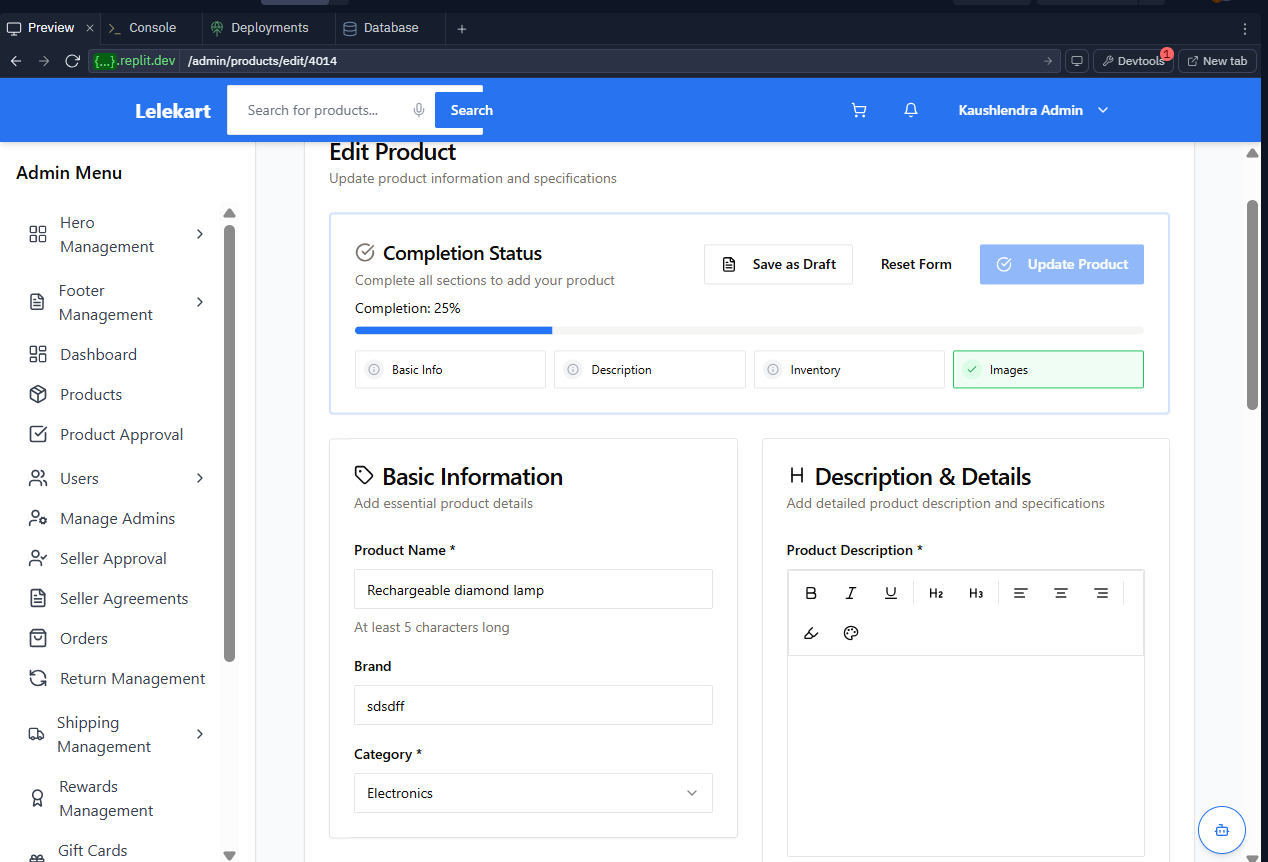 Preview
Console
Deployments
Database
{...}.replit.dev /admin/products/edit/4014
Devtools 1
New tab
Lelekart
Search for products...
Search
Kaushlendra Admin
Admin Menu
Hero
Management
Footer
Management
Dashboard
Products
Product Approval
Users
Manage Admins
Seller Approval
Seller Agreements
Orders
Return Management
Shipping
Management
Rewards
Management
Gift Cards
Edit Product
Update product information and specifications
Completion Status
Complete all sections to add your product
Save as Draft
Reset Form
Update Product
Completion: 25%
Basic Info
Description
Inventory
Images
Basic Information
Add essential product details
Product Name *
Rechargeable diamond lamp
At least 5 characters long
Brand
sdsdff
Category *
Electronics
H Description & Details
Add detailed product description and specifications
Product Description *
B I U H2 H3